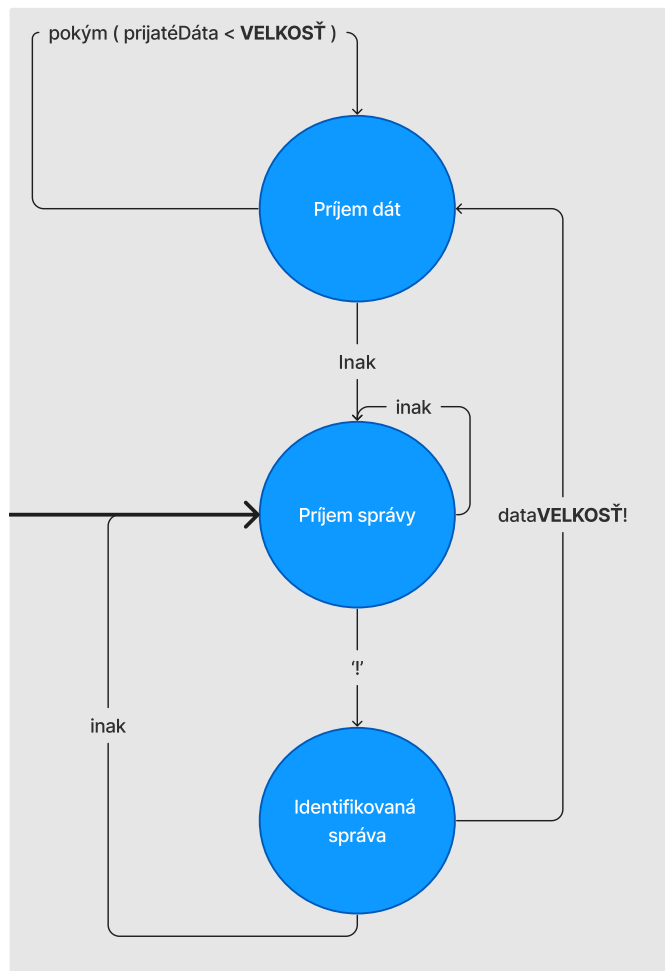 pokým ( prijatéDáta < VELKOSŤ )
Príjem dát
Inak
inak
Príjem správy
dataVELKOSŤ!
‘!’
inak
Identifikovaná
správa